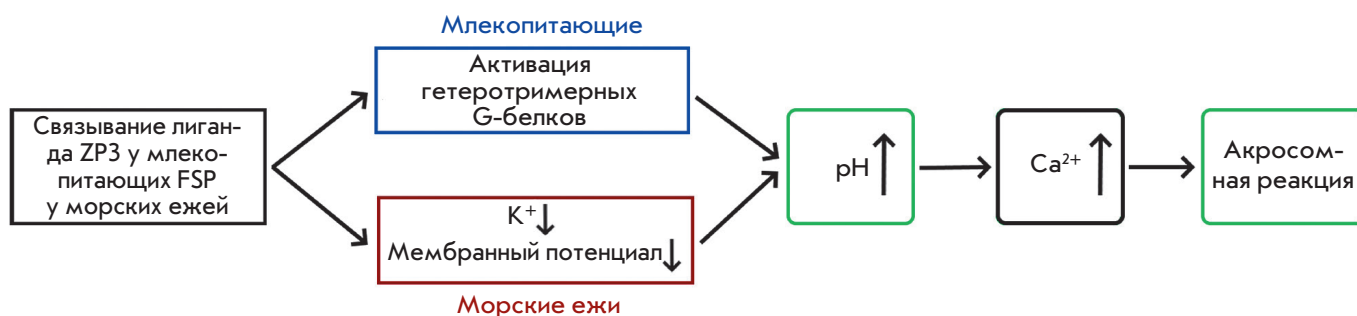 Млекопитающие
Связывание лиган-
да ZP3 у млеко-
питающих FSP
у морских ежей
Активация
гетеротримерных
G-белков
K⁺↓
Мембранный потенциал↓
Морские ежи
pH↑
Ca²⁺↑
Акросом-
ная реакция